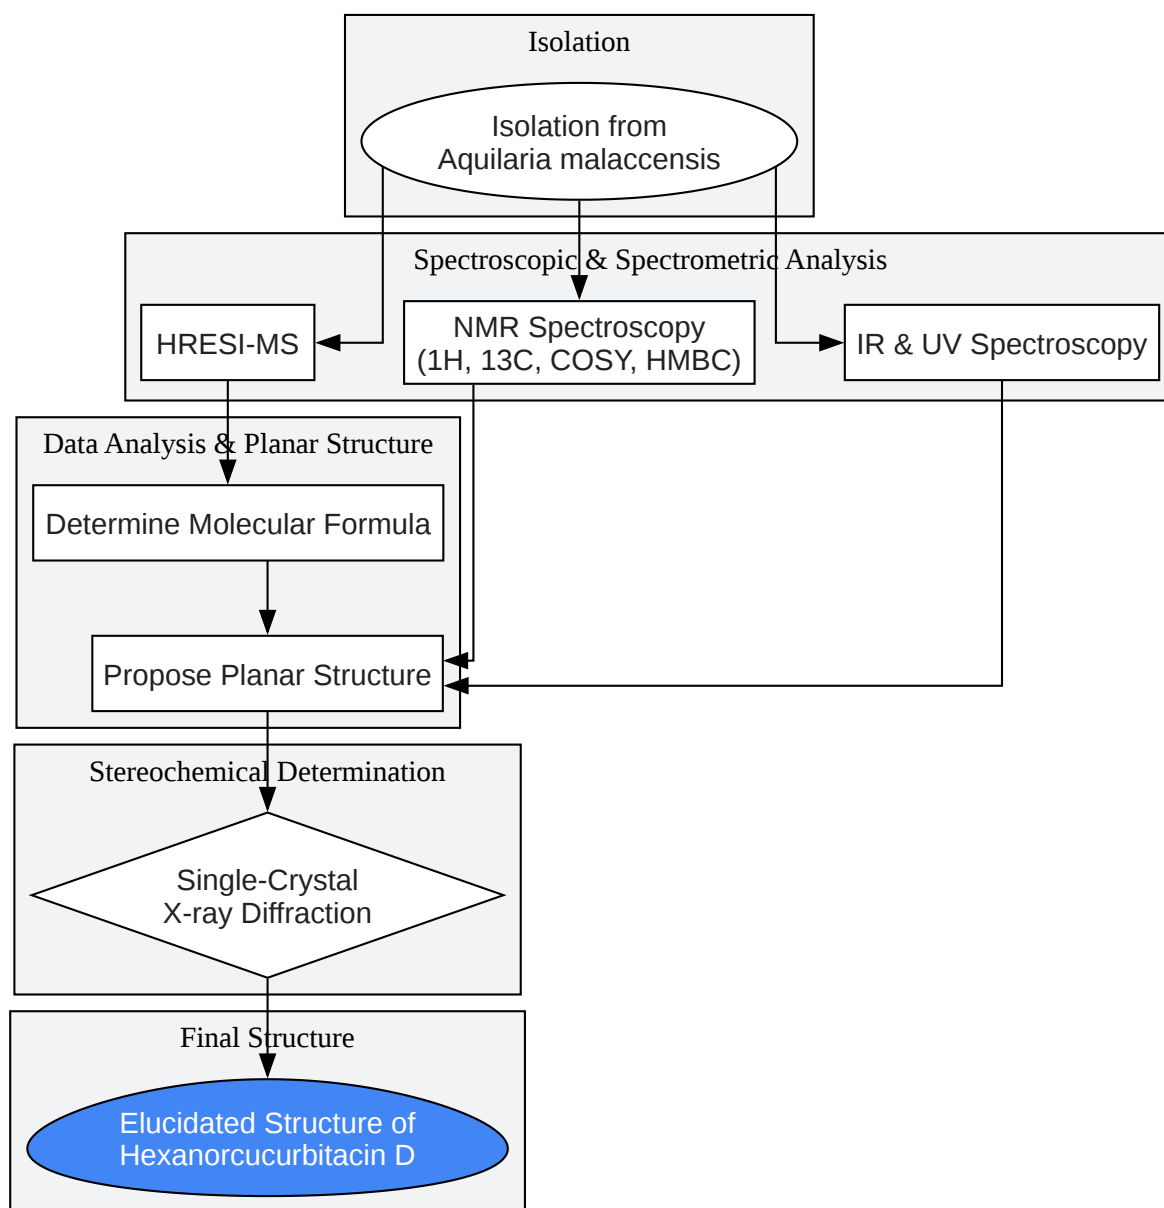 Isolation
Isolation from
Aquilaria malaccensis
Spectroscopic & Spectrometric Analysis
HRESI-MS
NMR Spectroscopy
(1H, 13C, COSY, HMBC)
IR & UV Spectroscopy
Data Analysis & Planar Structure
Determine Molecular Formula
Propose Planar Structure
Stereochemical Determination
Single-Crystal
X-ray Diffraction
Final Structure
Elucidated Structure of
Hexanorcucurbitacin D